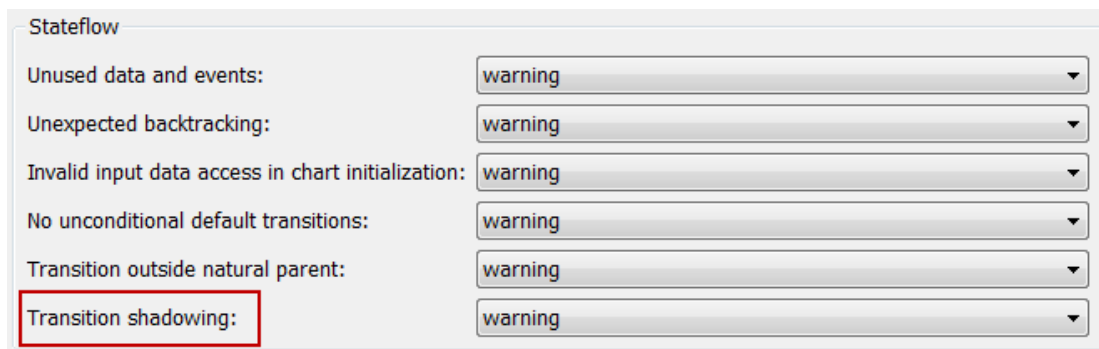 Stateflow
Unused data and events: warning
Unexpected backtracking: warning
Invalid input data access in chart initialization: warning
No unconditional default transitions: warning
Transition outside natural parent: warning
Transition shadowing: warning